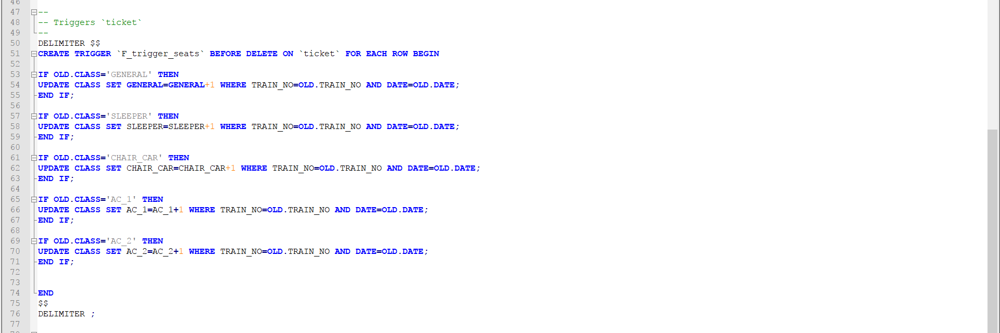 46
47 --
48 -- Triggers `ticket`
49 --
50 DELIMITER $$
51 CREATE TRIGGER `F_trigger_seats` BEFORE DELETE ON `ticket` FOR EACH ROW BEGIN
52
53 IF OLD.CLASS='GENERAL' THEN
54 UPDATE CLASS SET GENERAL=GENERAL+1 WHERE TRAIN_NO=OLD.TRAIN_NO AND DATE=OLD.DATE;
55 END IF;
56
57 IF OLD.CLASS='SLEEPER' THEN
58 UPDATE CLASS SET SLEEPER=SLEEPER+1 WHERE TRAIN_NO=OLD.TRAIN_NO AND DATE=OLD.DATE;
59 END IF;
60
61 IF OLD.CLASS='CHAIR_CAR' THEN
62 UPDATE CLASS SET CHAIR_CAR=CHAIR_CAR+1 WHERE TRAIN_NO=OLD.TRAIN_NO AND DATE=OLD.DATE;
63 END IF;
64
65 IF OLD.CLASS='AC_1' THEN
66 UPDATE CLASS SET AC_1=AC_1+1 WHERE TRAIN_NO=OLD.TRAIN_NO AND DATE=OLD.DATE;
67 END IF;
68
69 IF OLD.CLASS='AC_2' THEN
70 UPDATE CLASS SET AC_2=AC_2+1 WHERE TRAIN_NO=OLD.TRAIN_NO AND DATE=OLD.DATE;
71 END IF;
72
73
74 END
75 $$
76 DELIMITER ;
77